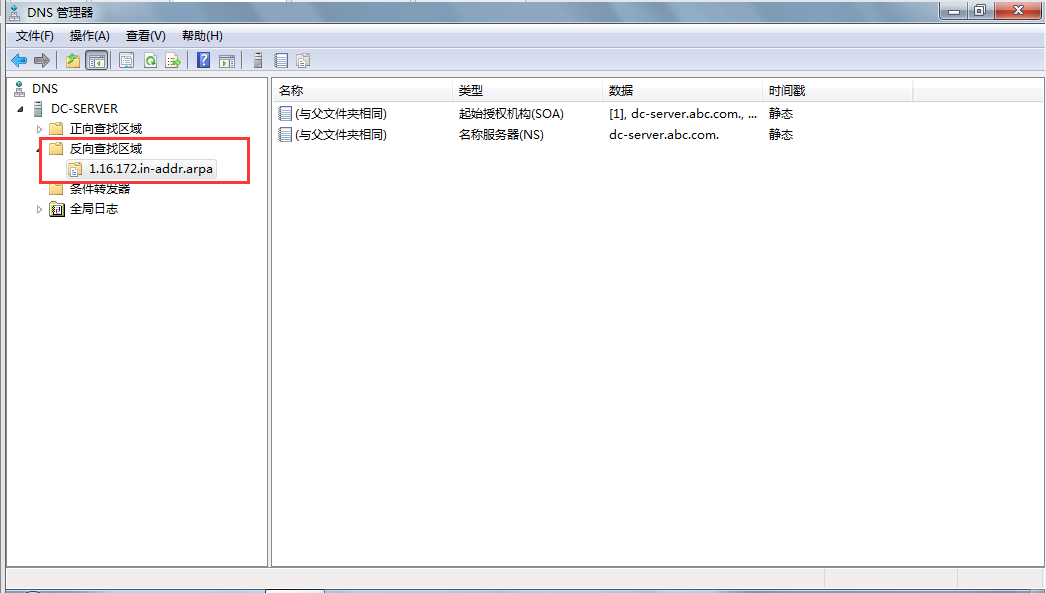 DNS 管理器
文件(F) 操作(A) 查看(V) 帮助(H)
DNS
DC-SERVER
正向查找区域
反向查找区域
1.16.172.in-addr.arpa
条件转发器
全局日志
名称 类型 数据 时间戳
(与父文件夹相同) 起始授权机构(SOA) [1], dc-server.abc.com., ... 静态
(与父文件夹相同) 名称服务器(NS) dc-server.abc.com. 静态